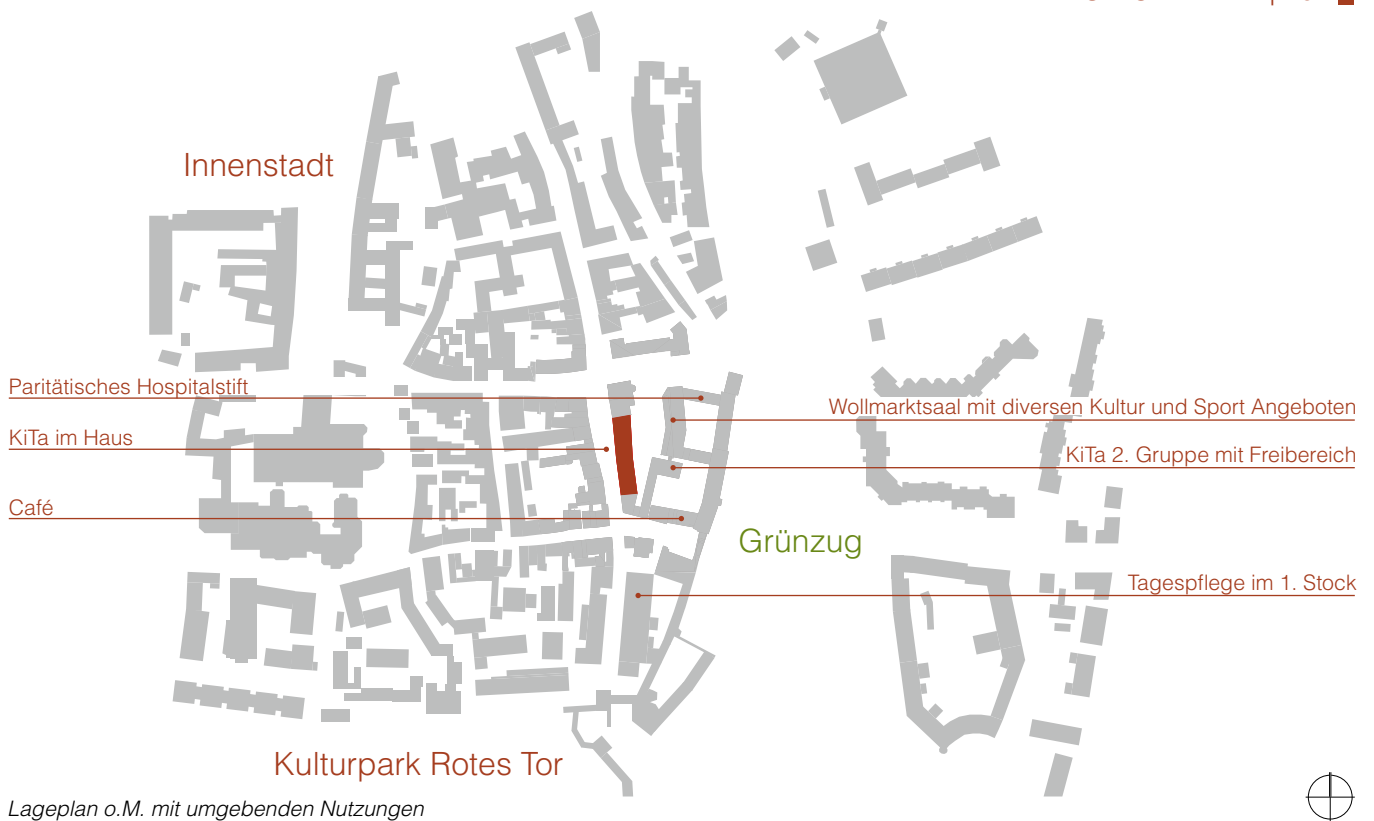 Innenstadt
Paritätisches Hospitalstift
Wollmarktsaal mit diversen Kultur und Sport Angeboten
KiTa im Haus
KiTa 2. Gruppe mit Freibereich
Café
Grünzug
Tagespflege im 1. Stock
Kulturpark Rotes Tor
Lageplan o.M. mit umgebenden Nutzungen